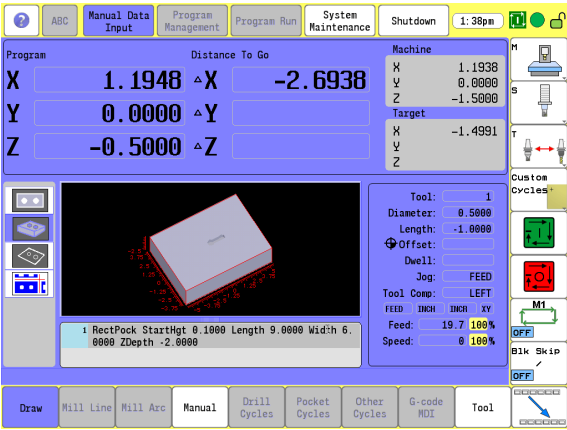 ?
ABC
Manual Data
Input
Program
Management
Program Run
System
Maintenance
Shutdown
1:38pm
Program
Distance To Go
Machine
X 1.1948 △X -2.6938
Y 0.0000 △Y
Z -0.5000 △Z
X 1.1938
Y 0.0000
Z -1.5000
Target
X -1.4991
Y
Z
M
S
T
Custom
Cycles+
Tool: 1
Diameter: 0.5000
Length: -1.0000
Offset:
Dwell:
Jog: FEED
Tool Comp: LEFT
FEED INCH INCH XY
Feed: 19.7 100%
Speed: 0 100%
1 RectPock StartHgt 0.1000 Length 9.0000 Width 6.
0000 ZDepth -2.0000
M1
OFF
Blk Skip
/
OFF
Draw
Mill Line
Mill Arc
Manual
Drill
Cycles
Pocket
Cycles
Other
Cycles
G-code
MDI
Tool